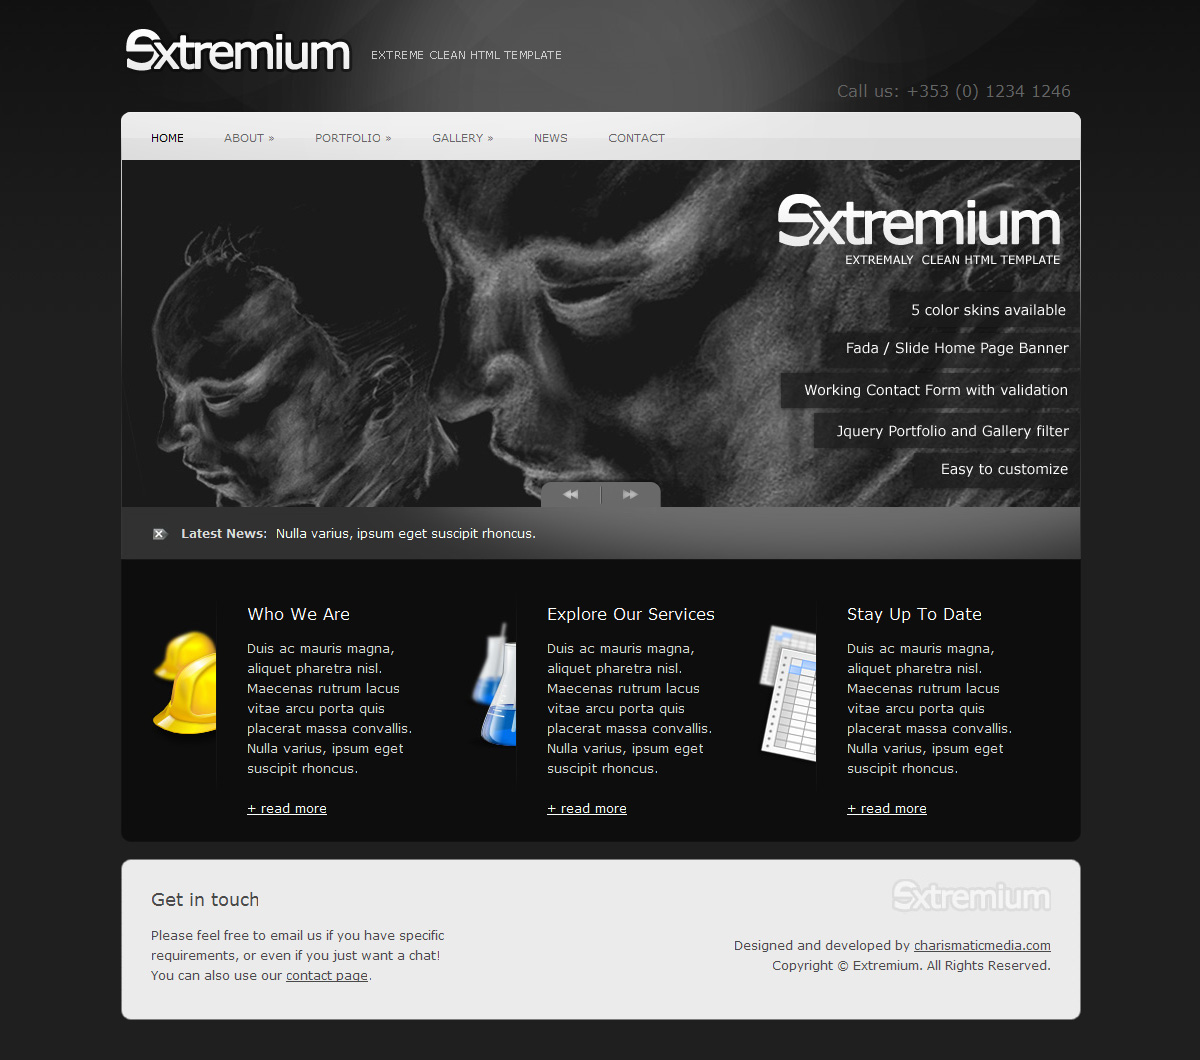 Extremium
EXTREME CLEAN HTML TEMPLATE
Call us: +353 (0) 1234 1246
HOME ABOUT » PORTFOLIO » GALLERY » NEWS CONTACT
Extremium
EXTREMALY CLEAN HTML TEMPLATE
5 color skins available
Fada / Slide Home Page Banner
Working Contact Form with validation
Jquery Portfolio and Gallery filter
Easy to customize
Latest News: Nulla varius, ipsum eget suscipit rhoncus.
Who We Are
Duis ac mauris magna,
aliquet pharetra nisl.
Maecenas rutrum lacus
vitae arcu porta quis
placerat massa convallis.
Nulla varius, ipsum eget
suscipit rhoncus.
+ read more
Explore Our Services
Duis ac mauris magna,
aliquet pharetra nisl.
Maecenas rutrum lacus
vitae arcu porta quis
placerat massa convallis.
Nulla varius, ipsum eget
suscipit rhoncus.
+ read more
Stay Up To Date
Duis ac mauris magna,
aliquet pharetra nisl.
Maecenas rutrum lacus
vitae arcu porta quis
placerat massa convallis.
Nulla varius, ipsum eget
suscipit rhoncus.
+ read more
Get in touch
Please feel free to email us if you have specific
requirements, or even if you just want a chat!
You can also use our contact page.
Extremium
Designed and developed by charismaticmedia.com
Copyright © Extremium. All Rights Reserved.